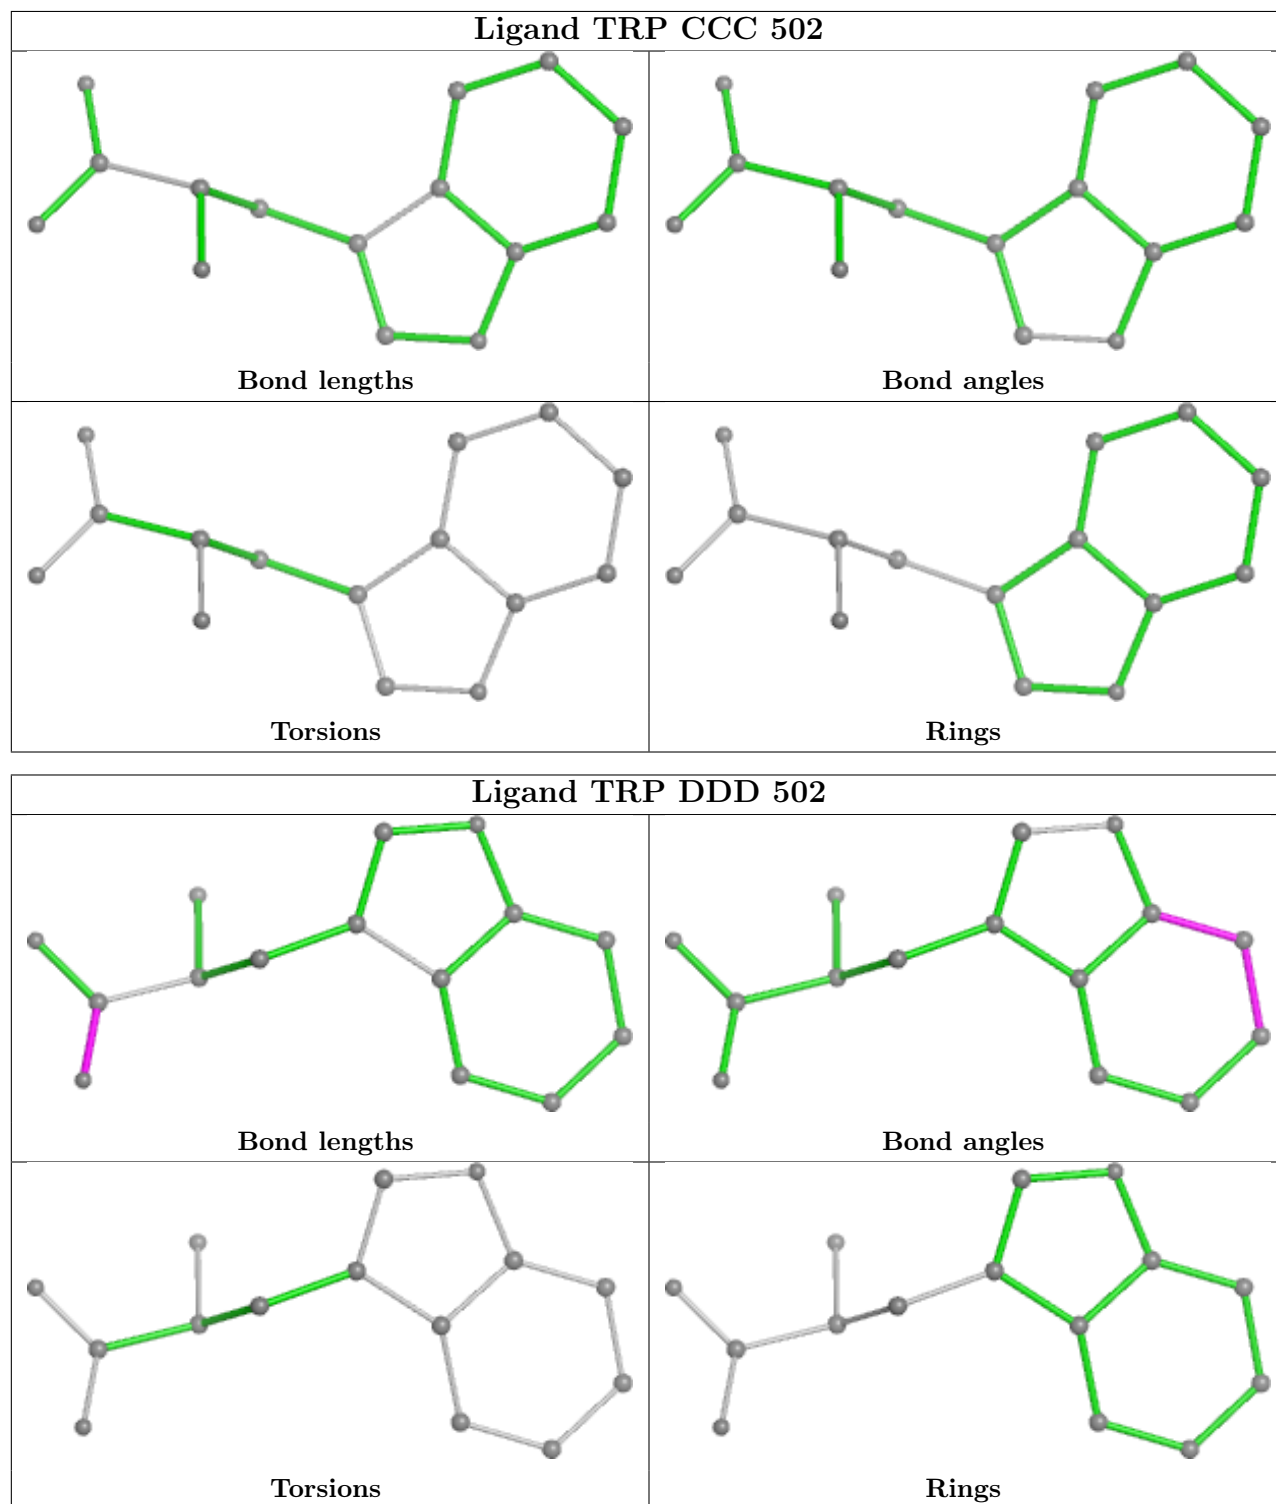 Ligand TRP CCC 502
Bond lengths
Bond angles
Torsions
Rings
Ligand TRP DDD 502
Bond lengths
Bond angles
Torsions
Rings